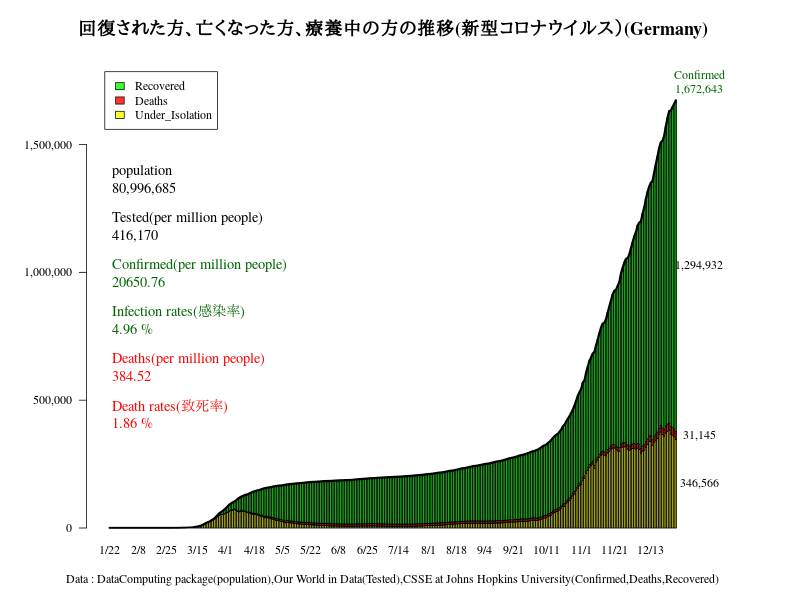 回復された方、亡くなった方、療養中の方の推移(新型コロナウイルス）(Germany)
Confirmed
1,672,643
Recovered
Deaths
Under_Isolation
1,500,000
population
80,996,685
Tested(per million people)
416,170
Confirmed(per million people)
20650.76
1,000,000
1,294,932
Infection rates(感染率)
4.96 %
Deaths(per million people)
384.52
500,000
Death rates(致死率)
1.86 %
31,145
346,566
0
1/22 2/8 2/25 3/15 4/1 4/18 5/5 5/22 6/8 6/25 7/14 8/1 8/18 9/4 9/21 10/11 11/1 11/21 12/13
Data : DataComputing package(population),Our World in Data(Tested),CSSE at Johns Hopkins University(Confirmed,Deaths,Recovered)